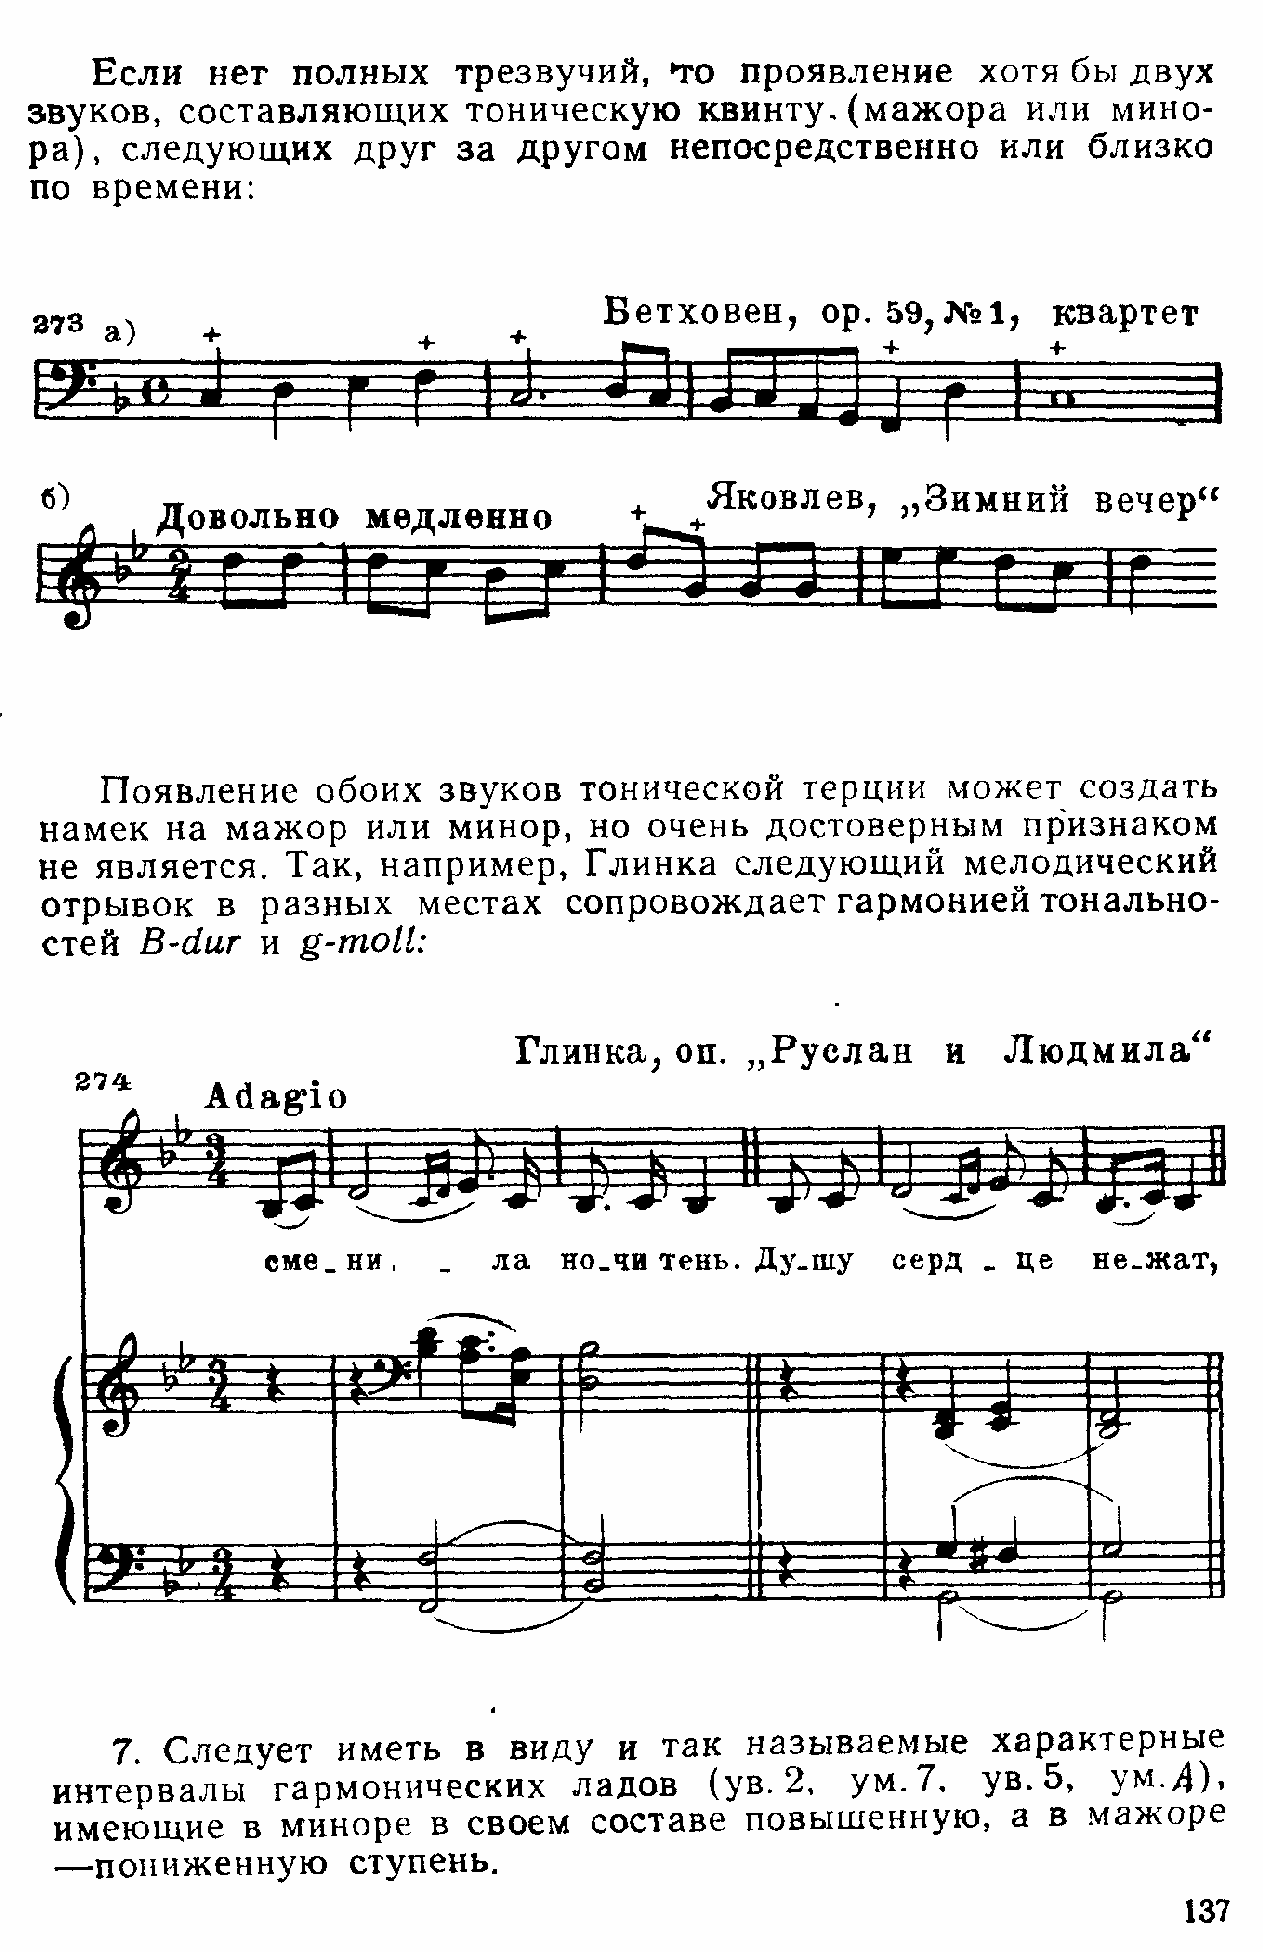 Если нет полных трезвучий, то проявление хотя бы двух
звуков, составляющих тоническую квинту. (мажора или мино-
ра), следующих друг за другом непосредственно или близко
по времени:
Бетховен, ор. 59, №1, квартет
273 а)
б)
Довольно медленно
Яковлев, „Зимний вечер“
Появление обоих звуков тонической терции может создать
намек на мажор или минор, но очень достоверным признаком
не является. Так, например, Глинка следующий мелодический
отрывок в разных местах сопровождает гармонией тонально-
стей B-dur и g-moll:
Глинка, оп. „Руслан и Людмила“
274
Adagio
сме_ни, _ ла но_чи тень. Ду_шу серд _ це не_жат,
7. Следует иметь в виду и так называемые характерные
интервалы гармонических ладов (ув. 2, ум. 7, ув. 5, ум. 4),
имеющие в миноре в своем составе повышенную, а в мажоре
—пониженную ступень.
137